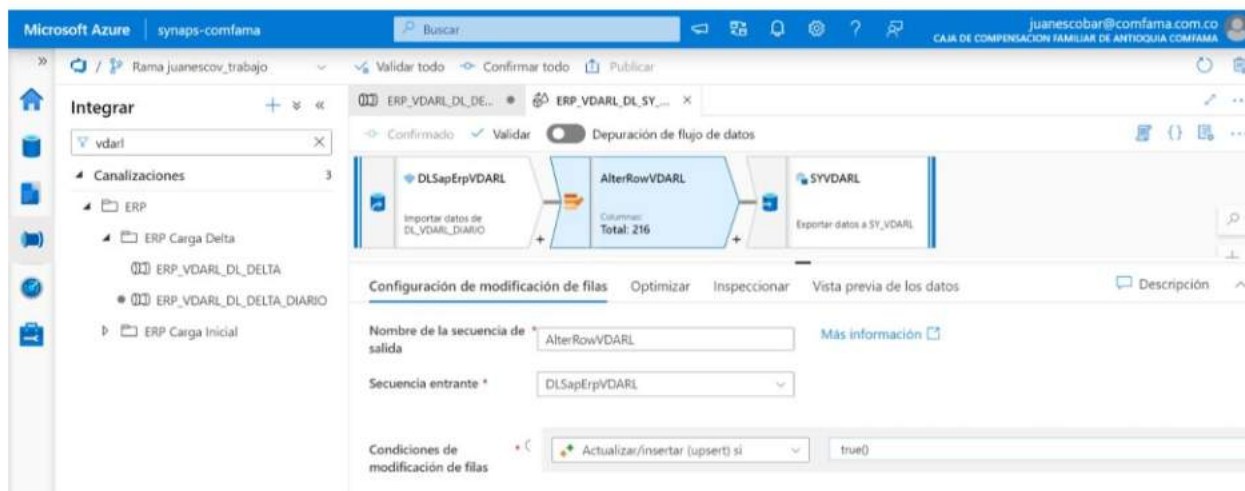 Microsoft Azure synaps-comfama Buscar juanescobar@comfama.com.co
CAJA DE COMPENSACION FAMILIAR DE ANTIOQUIA COMFAMA
/ Rama juanescov_trabajo Validar todo Confirmar todo Publicar
Integrar ERP_VDARL_DL_DE... ERP_VDARL_DL_SY_...
vdarl Confirmado Validar Depuración de flujo de datos
Canalizaciones 3
DLSapErpVDARL AlterRowVDARL SYVDARL
ERP
Importar datos de DL_VDARL_DIARIO
Columnas: Total: 216
Exportar datos a SY_VDARL
ERP Carga Delta
ERP_VDARL_DL_DELTA
ERP_VDARL_DL_DELTA_DIARIO
ERP Carga Inicial
Configuración de modificación de filas Optimizar Inspeccionar Vista previa de los datos Descripción
Nombre de la secuencia de salida * AlterRowVDARL Más información
Secuencia entrante * DLSapErpVDARL
Condiciones de modificación de filas * Actualizar/insertar (upsert) si true()